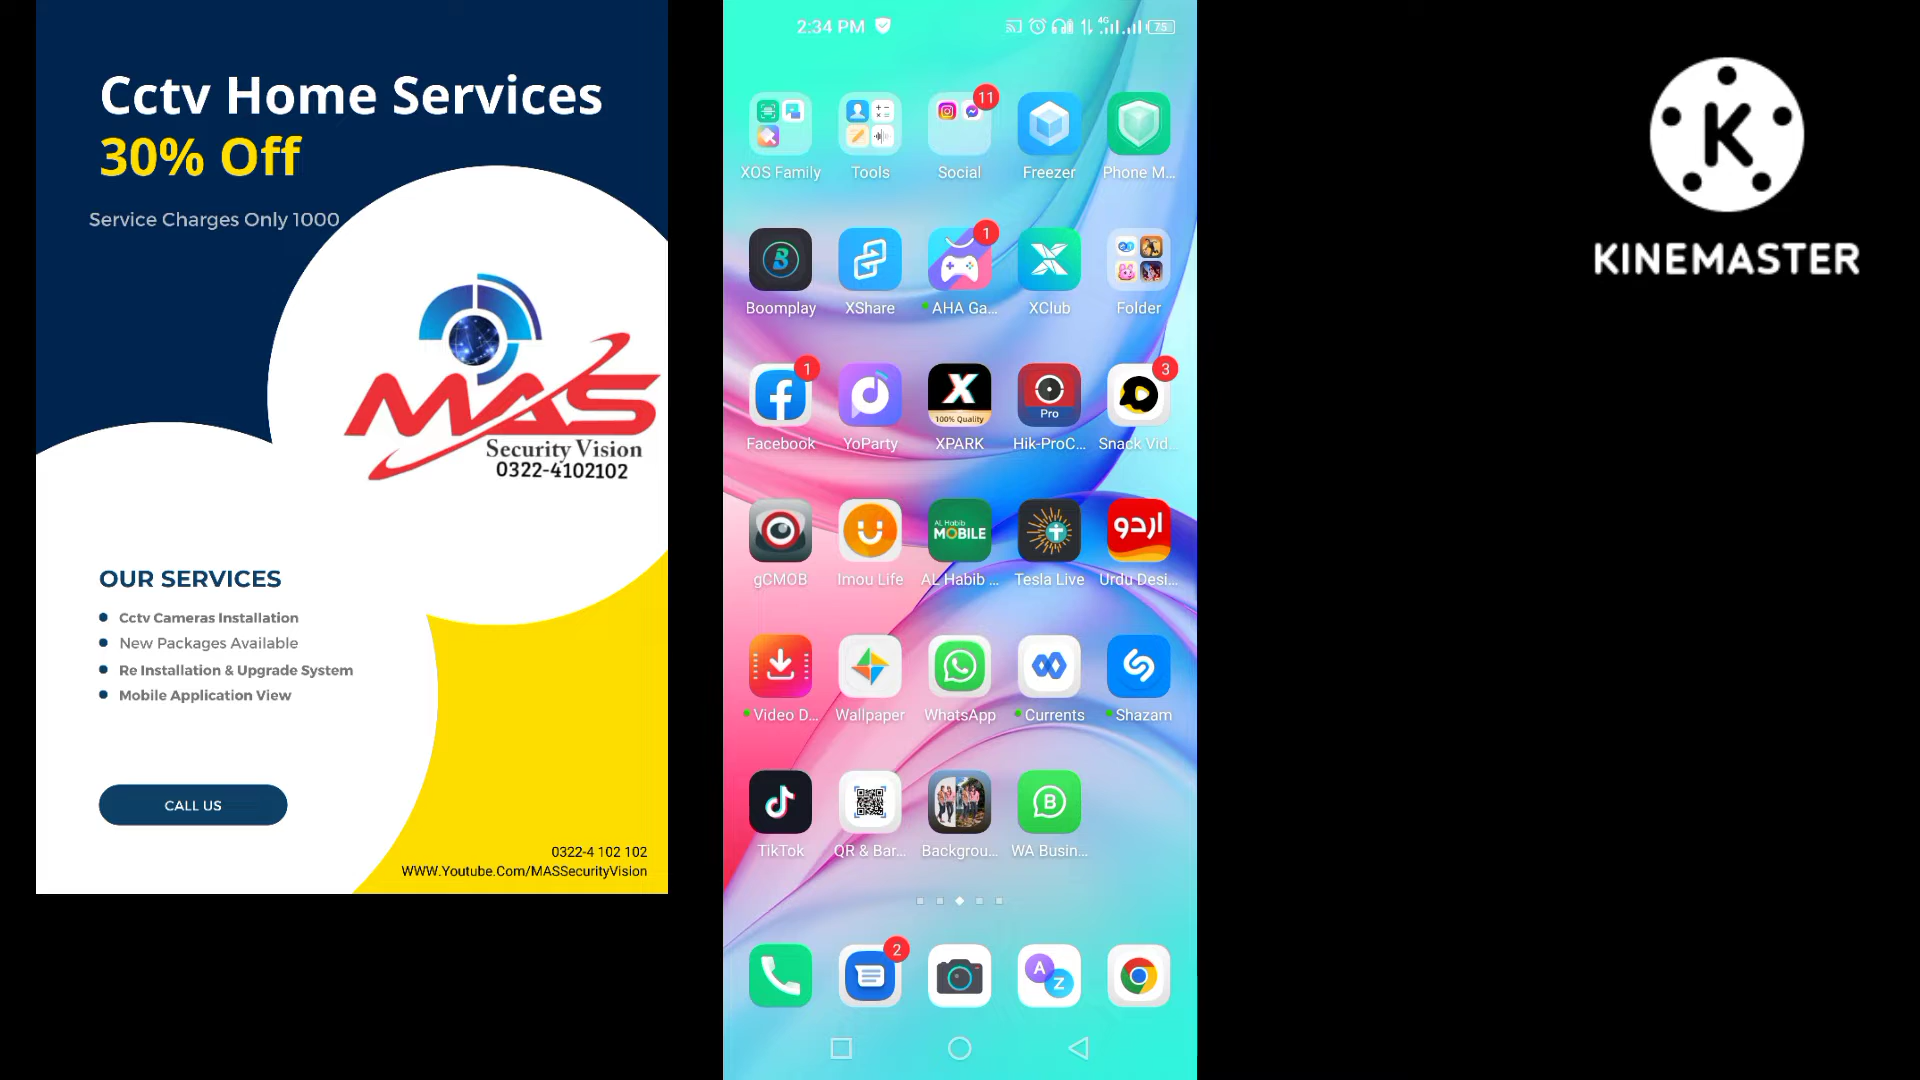 Cctv Home Services
30% Off
Service Charges Only 1000
MAS
Security Vision
0322-4102102
OUR SERVICES
Cctv Cameras Installation
New Packages Available
Re Installation & Upgrade System
Mobile Application View
CALL US
0322-4 102 102
WWW.Youtube.Com/MASSecurityVision
2:34 PM
4G
75
11
XOS Family
Tools
Social
Freezer
Phone M...
1
Boomplay
XShare
AHA Ga...
XClub
Folder
1
X
100% Quality
Pro
3
Facebook
YoParty
XPARK
Hik-ProC...
Snack Vid...
AL Habib
MOBILE
اردو
gCMOB
Imou Life
AL Habib ...
Tesla Live
Urdu Desi...
Video D...
Wallpaper
WhatsApp
Currents
Shazam
B
TikTok
QR & Bar...
Backgrou...
WA Busin...
2
A
Z
K
KINEMASTER